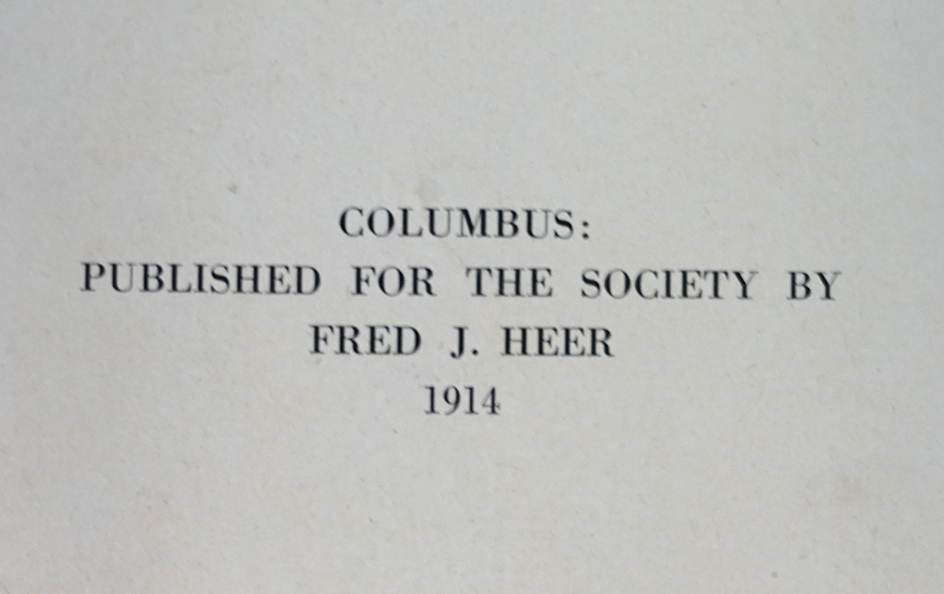 COLUMBUS:
PUBLISHED FOR THE SOCIETY BY
FRED J. HEER
1914